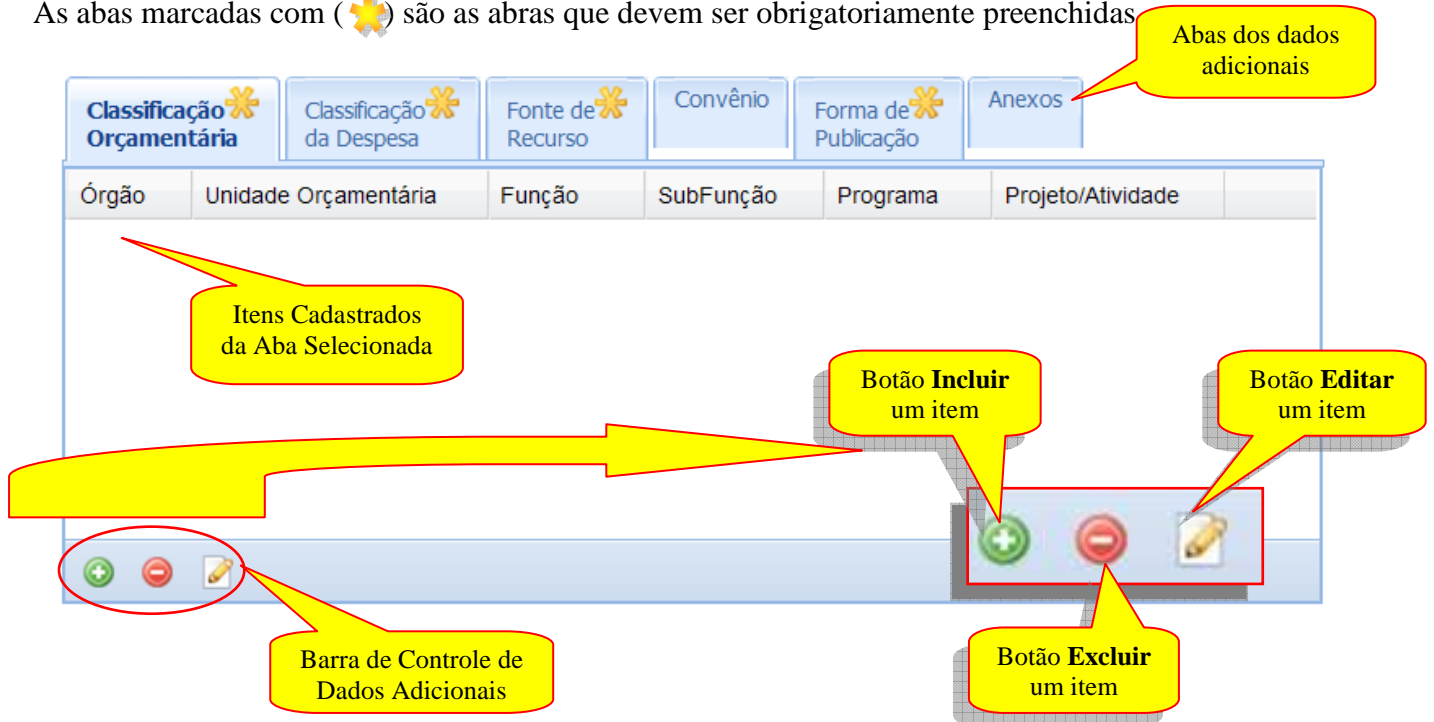 As abas marcadas com ( ) são as abras que devem ser obrigatoriamente preenchidas
Abas dos dados
adicionais
Classificação
Orçamentária
Classificação
da Despesa
Fonte de
Recurso
Convênio
Forma de
Publicação
Anexos
Órgão Unidade Orçamentária Função SubFunção Programa Projeto/Atividade
Itens Cadastrados
da Aba Selecionada
Botão Incluir
um item
Botão Editar
um item
Barra de Controle de
Dados Adicionais
Botão Excluir
um item